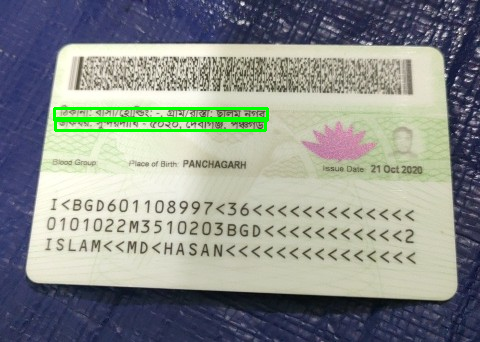 ঠিকানা: বাসা/হোল্ডিং: -, গ্রাম/রাস্তা: ছালম নগর
ডাকঘর: সুন্দরদীঘি - ৫০২০, দেবীগঞ্জ, পঞ্চগড়
Blood Group: Place of Birth: PANCHAGARH Issue Date: 21 Oct 2020
I<BGD601108997<36<<<<<<<<<<<<<
0101022M3510203BGD<<<<<<<<<<<2
ISLAM<<MD<HASAN<<<<<<<<<<<<<<<